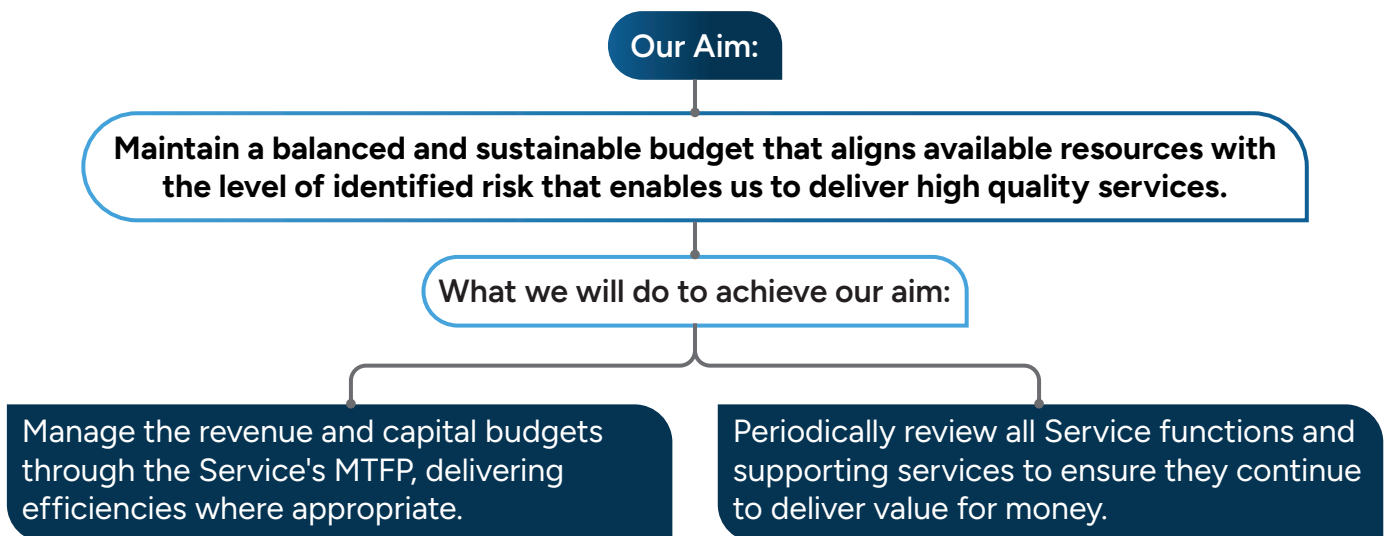 Our Aim:
Maintain a balanced and sustainable budget that aligns available resources with
the level of identified risk that enables us to deliver high quality services.
What we will do to achieve our aim:
Manage the revenue and capital budgets
through the Service's MTFP, delivering
efficiencies where appropriate.
Periodically review all Service functions and
supporting services to ensure they continue
to deliver value for money.